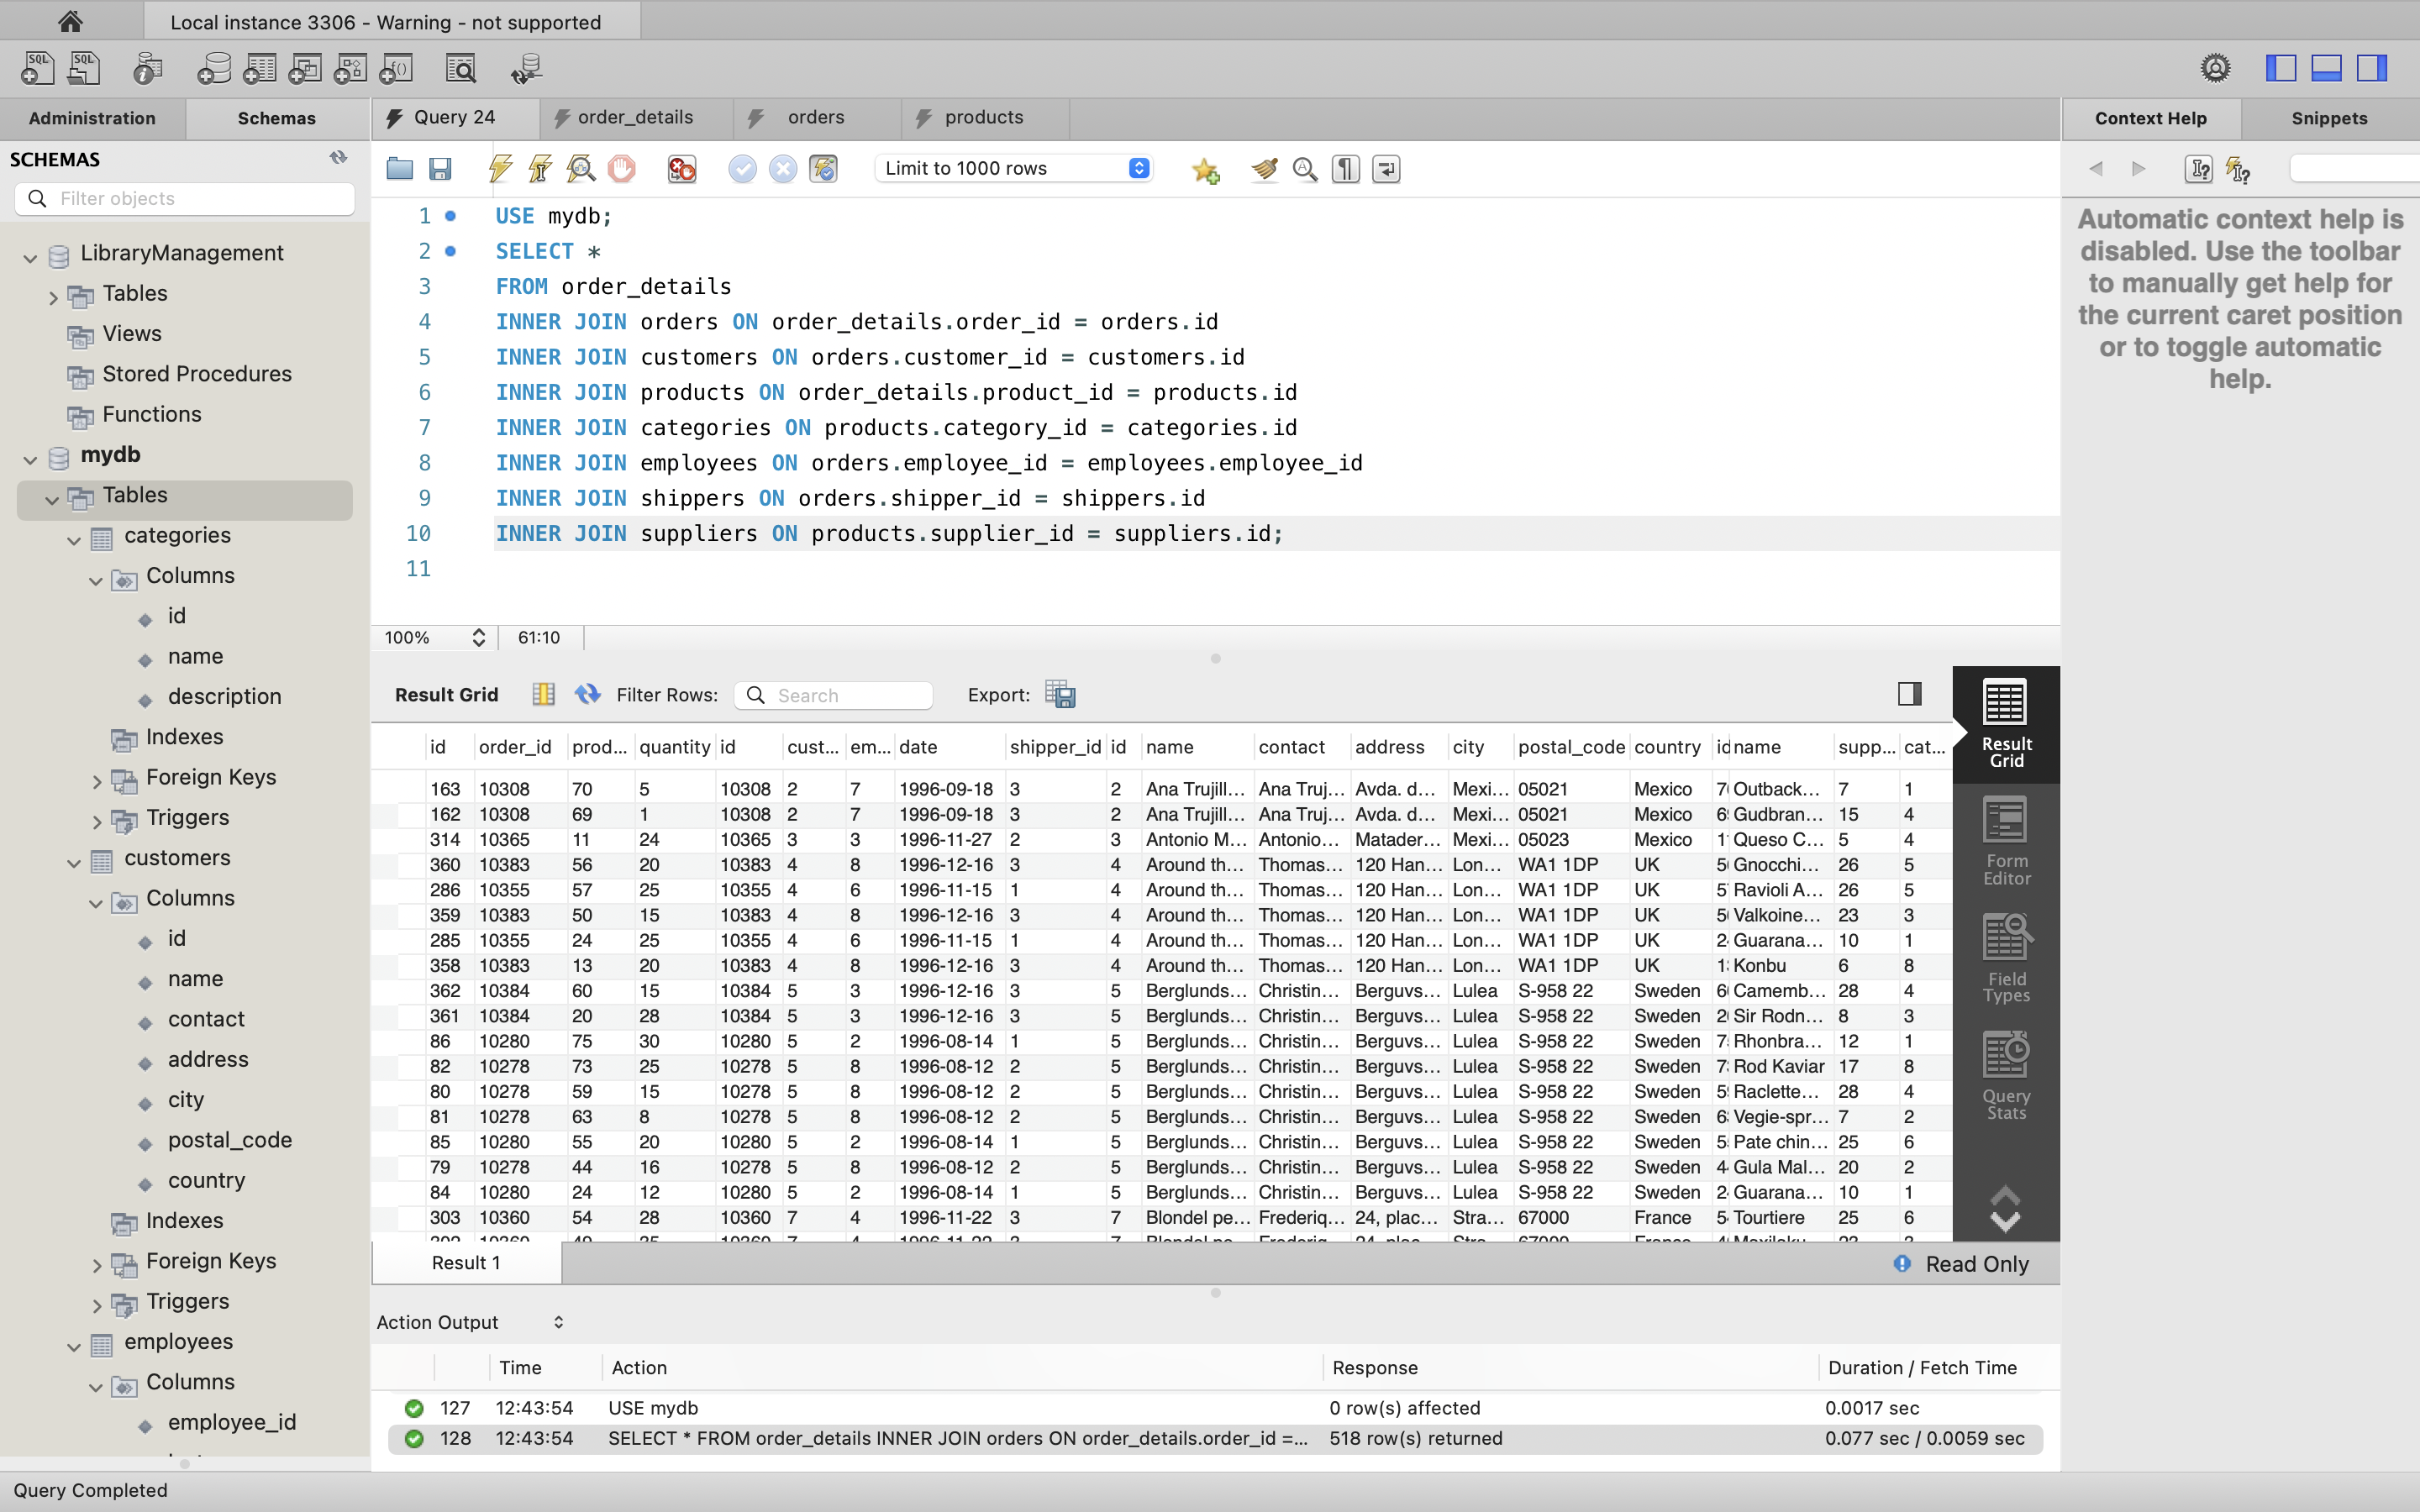 Local instance 3306 - Warning - not supported
Administration
Schemas
Query 24
order_details
orders
products
Context Help
Snippets
SCHEMAS
Filter objects
LibraryManagement
Tables
Views
Stored Procedures
Functions
mydb
Tables
categories
Columns
id
name
description
Indexes
Foreign Keys
Triggers
customers
Columns
id
name
contact
address
city
postal_code
country
Indexes
Foreign Keys
Triggers
employees
Columns
employee_id
Limit to 1000 rows
1 USE mydb;
2 SELECT *
3 FROM order_details
4 INNER JOIN orders ON order_details.order_id = orders.id
5 INNER JOIN customers ON orders.customer_id = customers.id
6 INNER JOIN products ON order_details.product_id = products.id
7 INNER JOIN categories ON products.category_id = categories.id
8 INNER JOIN employees ON orders.employee_id = employees.employee_id
9 INNER JOIN shippers ON orders.shipper_id = shippers.id
10 INNER JOIN suppliers ON products.supplier_id = suppliers.id;
11
100% 61:10
Automatic context help is
disabled. Use the toolbar
to manually get help for
the current caret position
or to toggle automatic
help.
Result Grid Filter Rows: Search Export:
id order_id prod... quantity id cust... em... date shipper_id id name contact address city postal_code country id name supp... cat...
163 10308 70 5 10308 2 7 1996-09-18 3 2 Ana Trujill... Ana Truj... Avda. d... Mexi... 05021 Mexico Outback... 7 1
162 10308 69 1 10308 2 7 1996-09-18 3 2 Ana Trujill... Ana Truj... Avda. d... Mexi... 05021 Mexico Gudbran... 15 4
314 10365 11 24 10365 3 3 1996-11-27 2 3 Antonio M... Antonio... Matader... Mexi... 05023 Mexico Queso C... 5 4
360 10383 56 20 10383 4 8 1996-12-16 3 4 Around th... Thomas... 120 Han... Lon... WA1 1DP UK Gnocchi... 26 5
286 10355 57 25 10355 4 6 1996-11-15 1 4 Around th... Thomas... 120 Han... Lon... WA1 1DP UK Ravioli A... 26 5
359 10383 50 15 10383 4 8 1996-12-16 3 4 Around th... Thomas... 120 Han... Lon... WA1 1DP UK Valkoine... 23 3
285 10355 24 25 10355 4 6 1996-11-15 1 4 Around th... Thomas... 120 Han... Lon... WA1 1DP UK Guarana... 10 1
358 10383 13 20 10383 4 8 1996-12-16 3 4 Around th... Thomas... 120 Han... Lon... WA1 1DP UK Konbu 6 8
362 10384 60 15 10384 5 3 1996-12-16 3 5 Berglunds... Christin... Berguvs... Lulea S-958 22 Sweden Camemb... 28 4
361 10384 20 28 10384 5 3 1996-12-16 3 5 Berglunds... Christin... Berguvs... Lulea S-958 22 Sweden Sir Rodn... 8 3
86 10280 75 30 10280 5 2 1996-08-14 1 5 Berglunds... Christin... Berguvs... Lulea S-958 22 Sweden Rhonbra... 12 1
82 10278 73 25 10278 5 8 1996-08-12 2 5 Berglunds... Christin... Berguvs... Lulea S-958 22 Sweden Rod Kaviar 17 8
80 10278 59 15 10278 5 8 1996-08-12 2 5 Berglunds... Christin... Berguvs... Lulea S-958 22 Sweden Raclette... 28 4
81 10278 63 8 10278 5 8 1996-08-12 2 5 Berglunds... Christin... Berguvs... Lulea S-958 22 Sweden Vegie-spr... 7 2
85 10280 55 20 10280 5 2 1996-08-14 1 5 Berglunds... Christin... Berguvs... Lulea S-958 22 Sweden Pate chin... 25 6
79 10278 44 16 10278 5 8 1996-08-12 2 5 Berglunds... Christin... Berguvs... Lulea S-958 22 Sweden Gula Mal... 20 2
84 10280 24 12 10280 5 2 1996-08-14 1 5 Berglunds... Christin... Berguvs... Lulea S-958 22 Sweden Guarana... 10 1
303 10360 54 28 10360 7 4 1996-11-22 3 7 Blondel pe... Frederiq... 24, plac... Stra... 67000 France Tourtiere 25 6
Result
Grid
Form
Editor
Field
Types
Query
Stats
Result 1
Read Only
Action Output
Time Action Response Duration / Fetch Time
127 12:43:54 USE mydb 0 row(s) affected 0.0017 sec
128 12:43:54 SELECT * FROM order_details INNER JOIN orders ON order_details.order_id =... 518 row(s) returned 0.077 sec / 0.0059 sec
Query Completed